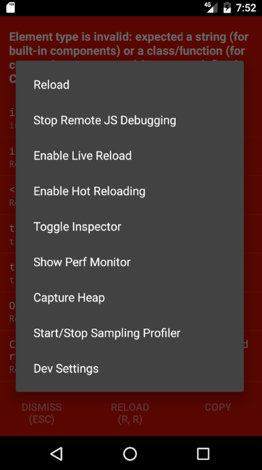 4G 7:52
Element type is invalid: expected a string (for
built-in components) or a class/function (for
Reload
Stop Remote JS Debugging
Enable Live Reload
Enable Hot Reloading
Toggle Inspector
Show Perf Monitor
Capture Heap
Start/Stop Sampling Profiler
Dev Settings
DISMISS
(ESC)
RELOAD
(R, R)
COPY